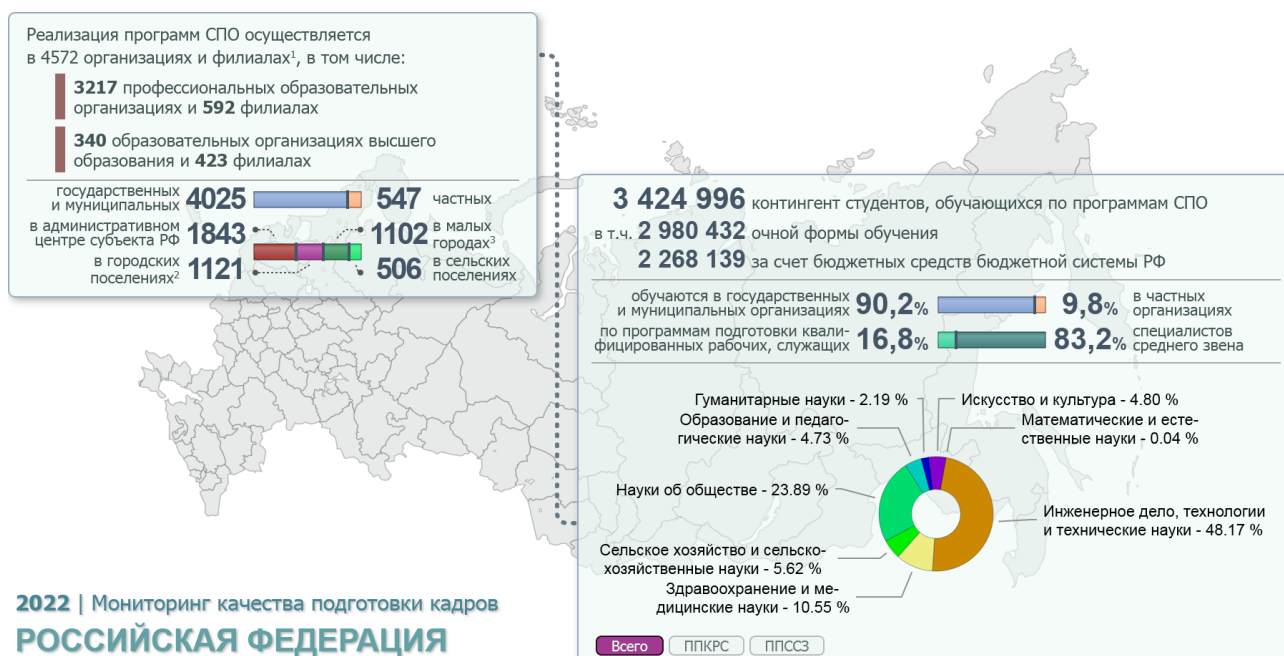 Реализация программ СПО осуществляется
в 4572 организациях и филиалах¹, в том числе:
3217 профессиональных образовательных
организациях и 592 филиалах
340 образовательных организациях высшего
образования и 423 филиалах
государственных
и муниципальных 4025 547 частных
в административном
центре субъекта РФ 1843 1102 в малых
городах³
в городских
поселениях² 1121 506 в сельских
поселениях
3 424 996 контингент студентов, обучающихся по программам СПО
в т.ч. 2 980 432 очной формы обучения
2 268 139 за счет бюджетных средств бюджетной системы РФ
обучаются в государственных
и муниципальных организациях 90,2% 9,8% в частных
организациях
по программам подготовки квали-
фицированных рабочих, служащих 16,8% 83,2% специалистов
среднего звена
Гуманитарные науки - 2.19 %
Искусство и культура - 4.80 %
Образование и педаго-
гические науки - 4.73 %
Математические и есте-
ственные науки - 0.04 %
Науки об обществе - 23.89 %
Инженерное дело, технологии
и технические науки - 48.17 %
Сельское хозяйство и сельско-
хозяйственные науки - 5.62 %
Здравоохранение и ме-
дицинские науки - 10.55 %
Всего ППКРС ППССЗ
2022 | Мониторинг качества подготовки кадров
РОССИЙСКАЯ ФЕДЕРАЦИЯ